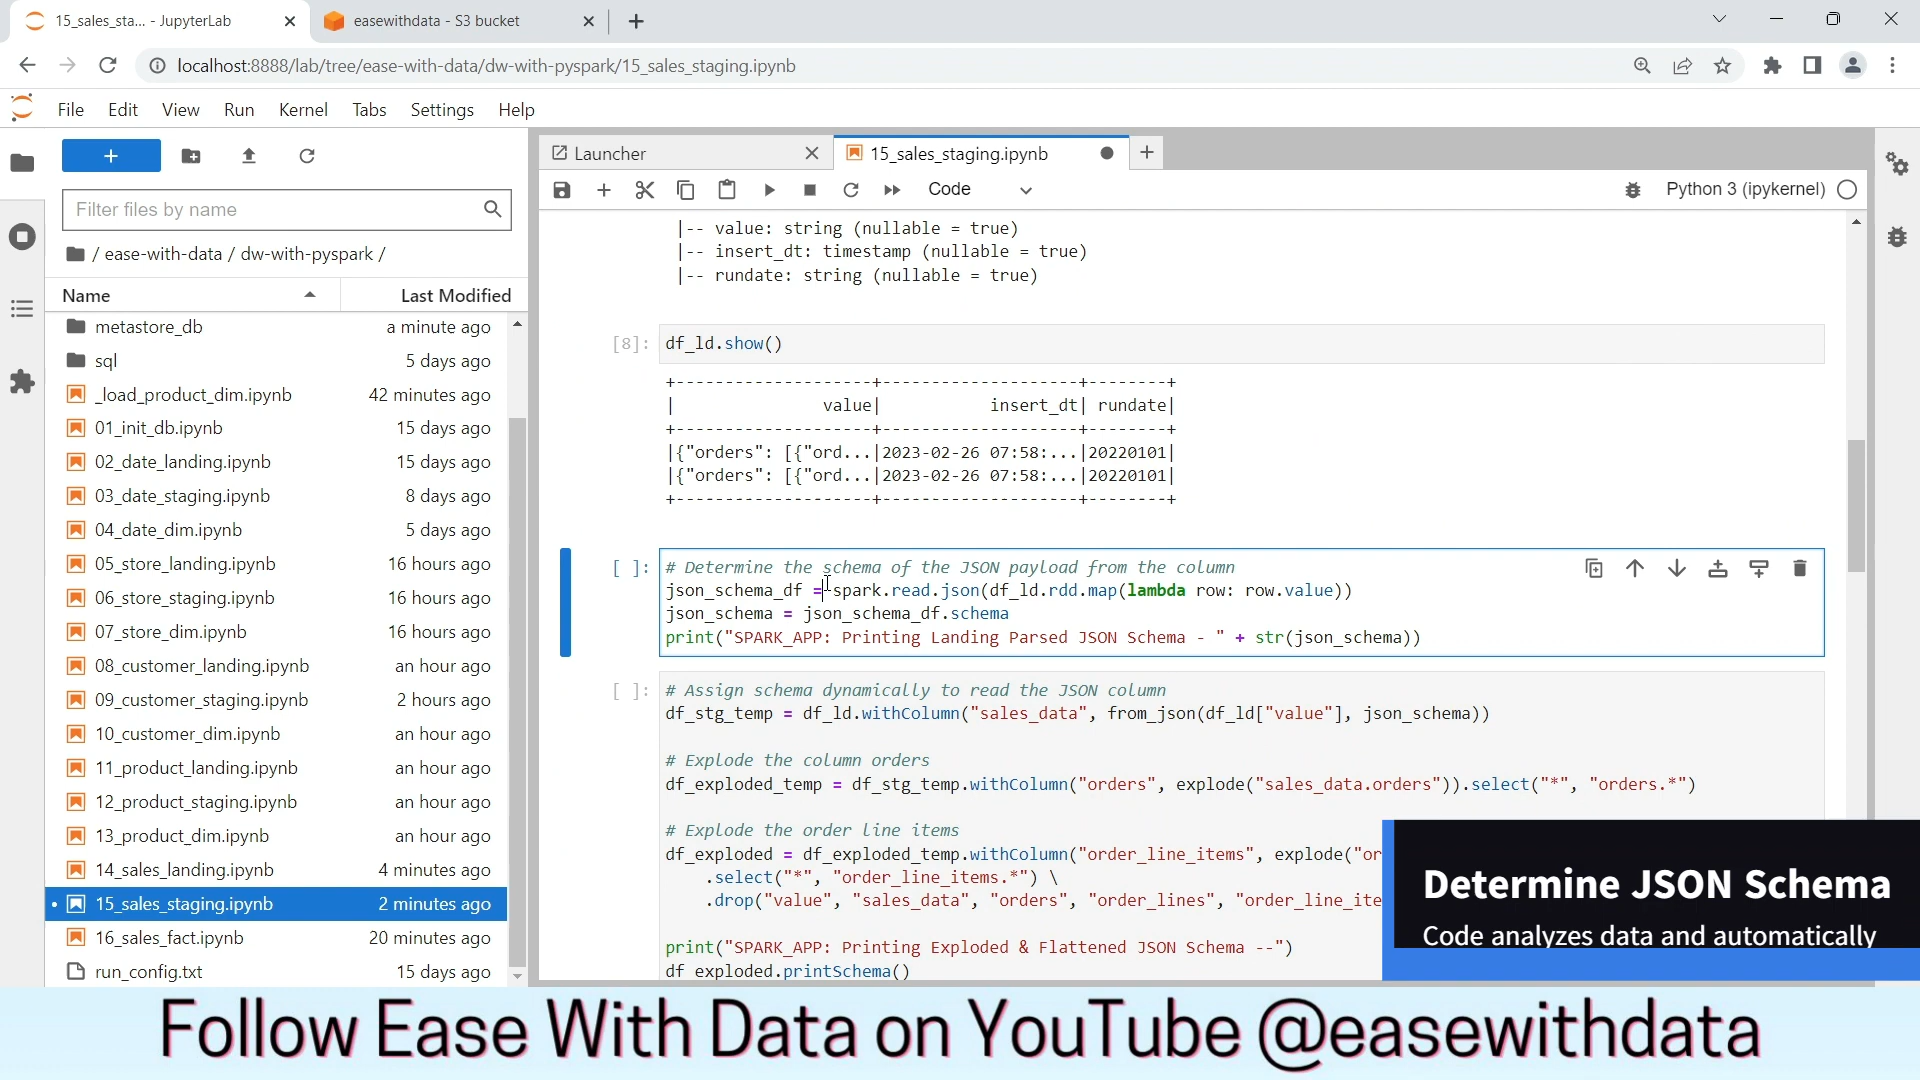 15_sales_sta... - JupyterLab
easewithdata - S3 bucket
localhost:8888/lab/tree/ease-with-data/dw-with-pyspark/15_sales_staging.ipynb
File Edit View Run Kernel Tabs Settings Help
Launcher
15_sales_staging.ipynb
Code
Python 3 (ipykernel)
Filter files by name
/ ease-with-data / dw-with-pyspark /
Name Last Modified
metastore_db a minute ago
sql 5 days ago
_load_product_dim.ipynb 42 minutes ago
01_init_db.ipynb 15 days ago
02_date_landing.ipynb 15 days ago
03_date_staging.ipynb 8 days ago
04_date_dim.ipynb 5 days ago
05_store_landing.ipynb 16 hours ago
06_store_staging.ipynb 16 hours ago
07_store_dim.ipynb 16 hours ago
08_customer_landing.ipynb an hour ago
09_customer_staging.ipynb 2 hours ago
10_customer_dim.ipynb an hour ago
11_product_landing.ipynb an hour ago
12_product_staging.ipynb an hour ago
13_product_dim.ipynb an hour ago
14_sales_landing.ipynb 4 minutes ago
15_sales_staging.ipynb 2 minutes ago
16_sales_fact.ipynb 20 minutes ago
run_config.txt 15 days ago
|-- value: string (nullable = true)
|-- insert_dt: timestamp (nullable = true)
|-- rundate: string (nullable = true)
[8]: df_ld.show()
+--------------------+--------------------+--------+
|               value|           insert_dt| rundate|
+--------------------+--------------------+--------+
|{"orders": [{"ord...|2023-02-26 07:58:...|20220101|
|{"orders": [{"ord...|2023-02-26 07:58:...|20220101|
+--------------------+--------------------+--------+
[ ]: # Determine the schema of the JSON payload from the column
json_schema_df = spark.read.json(df_ld.rdd.map(lambda row: row.value))
json_schema = json_schema_df.schema
print("SPARK_APP: Printing Landing Parsed JSON Schema - " + str(json_schema))
[ ]: # Assign schema dynamically to read the JSON column
df_stg_temp = df_ld.withColumn("sales_data", from_json(df_ld["value"], json_schema))
# Explode the column orders
df_exploded_temp = df_stg_temp.withColumn("orders", explode("sales_data.orders")).select("*", "orders.*")
# Explode the order line items
df_exploded = df_exploded_temp.withColumn("order_line_items", explode("or
.select("*", "order_line_items.*") \
.drop("value", "sales_data", "orders", "order_lines", "order_line_ite
print("SPARK_APP: Printing Exploded & Flattened JSON Schema --")
df_exploded.printSchema()
Determine JSON Schema
Code analyzes data and automatically
Follow Ease With Data on YouTube @easewithdata